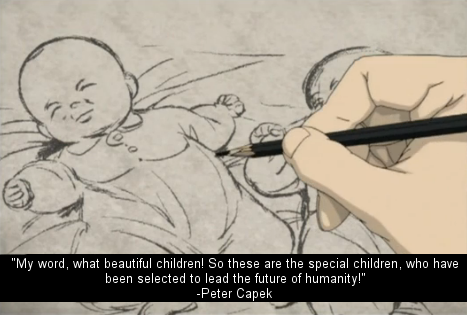 "My word, what beautiful children! So these are the special children, who have
been selected to lead the future of humanity!"
-Peter Capek